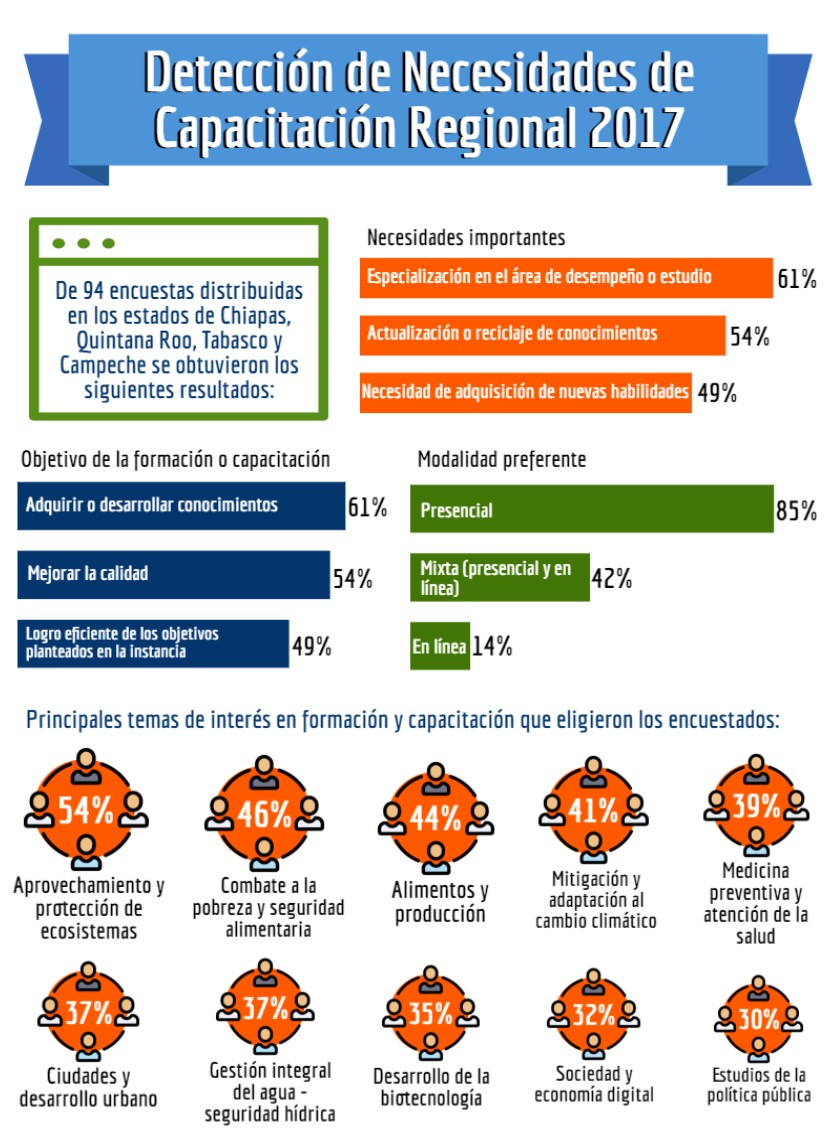 Detección de Necesidades de
Capacitación Regional 2017
De 94 encuestas distribuidas
en los estados de Chiapas,
Quintana Roo, Tabasco y
Campeche se obtuvieron los
siguientes resultados:
Necesidades importantes
Especialización en el área de desempeño o estudio 61%
Actualización o reciclaje de conocimientos 54%
Necesidad de adquisición de nuevas habilidades 49%
Objetivo de la formación o capacitación
Adquirir o desarrollar conocimientos 61%
Mejorar la calidad 54%
Logro eficiente de los objetivos
planteados en la instancia 49%
Modalidad preferente
Presencial 85%
Mixta (presencial y en
línea) 42%
En línea 14%
Principales temas de interés en formación y capacitación que eligieron los encuestados:
54%
Aprovechamiento y
protección de
ecosistemas
46%
Combate a la
pobreza y seguridad
alimentaria
44%
Alimentos y
producción
41%
Mitigación y
adaptación al
cambio climático
39%
Medicina
preventiva y
atención de la
salud
37%
Ciudades y
desarrollo urbano
37%
Gestión integral
del agua -
seguridad hídrica
35%
Desarrollo de la
biotecnología
32%
Sociedad y
economía digital
30%
Estudios de la
política pública